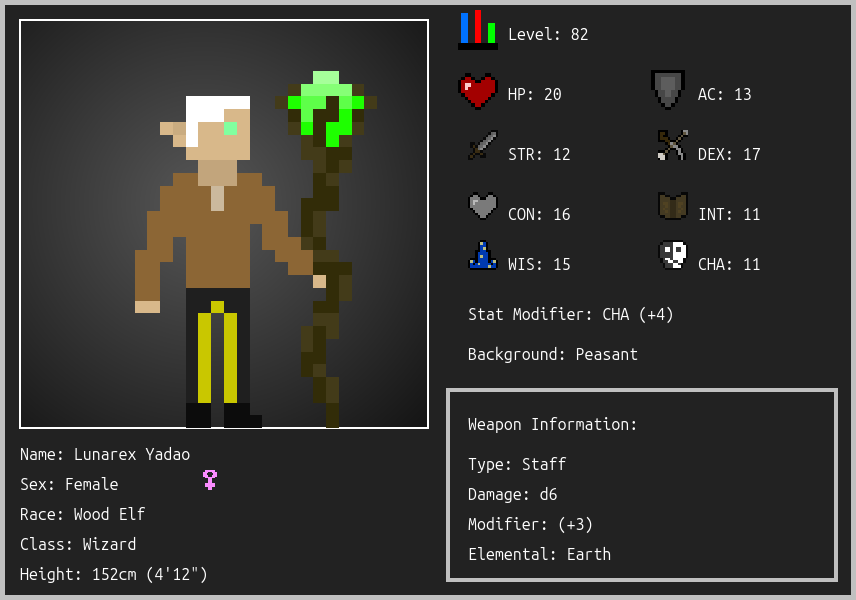 Level: 82
HP: 20
AC: 13
STR: 12
DEX: 17
CON: 16
INT: 11
WIS: 15
CHA: 11
Stat Modifier: CHA (+4)
Background: Peasant
Weapon Information:
Type: Staff
Damage: d6
Modifier: (+3)
Elemental: Earth
Name: Lunarex Yadao
Sex: Female
Race: Wood Elf
Class: Wizard
Height: 152cm (4'12")